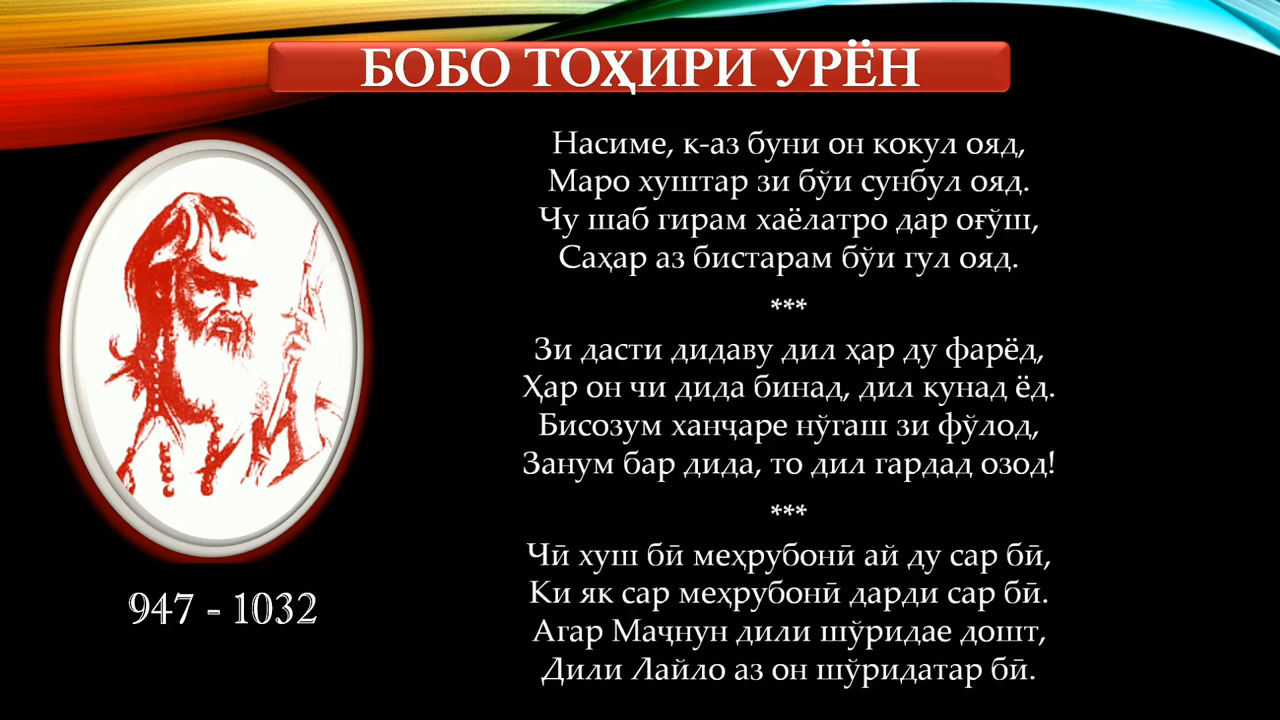 БОБО ТОҲИРИ УРЁН
Насиме, к-аз буни он кокул ояд,
Маро хуштар зи бӯи сунбул ояд.
Чу шаб гирам хаёлатро дар оғӯш,
Саҳар аз бистарам бӯи гул ояд.
***
Зи дасти дидаву дил ҳар ду фарёд,
Ҳар он чи дида бинад, дил кунад ёд.
Бисозум ханҷаре нӯгаш зи фӯлод,
Занум бар дида, то дил гардад озод!
***
Чӣ хуш бӣ меҳрубонӣ ай ду сар бӣ,
Ки як сар меҳрубонӣ дарди сар бӣ.
Агар Маҷнун дили шӯридае дошт,
Дили Лайло аз он шӯридатар бӣ.
947 - 1032